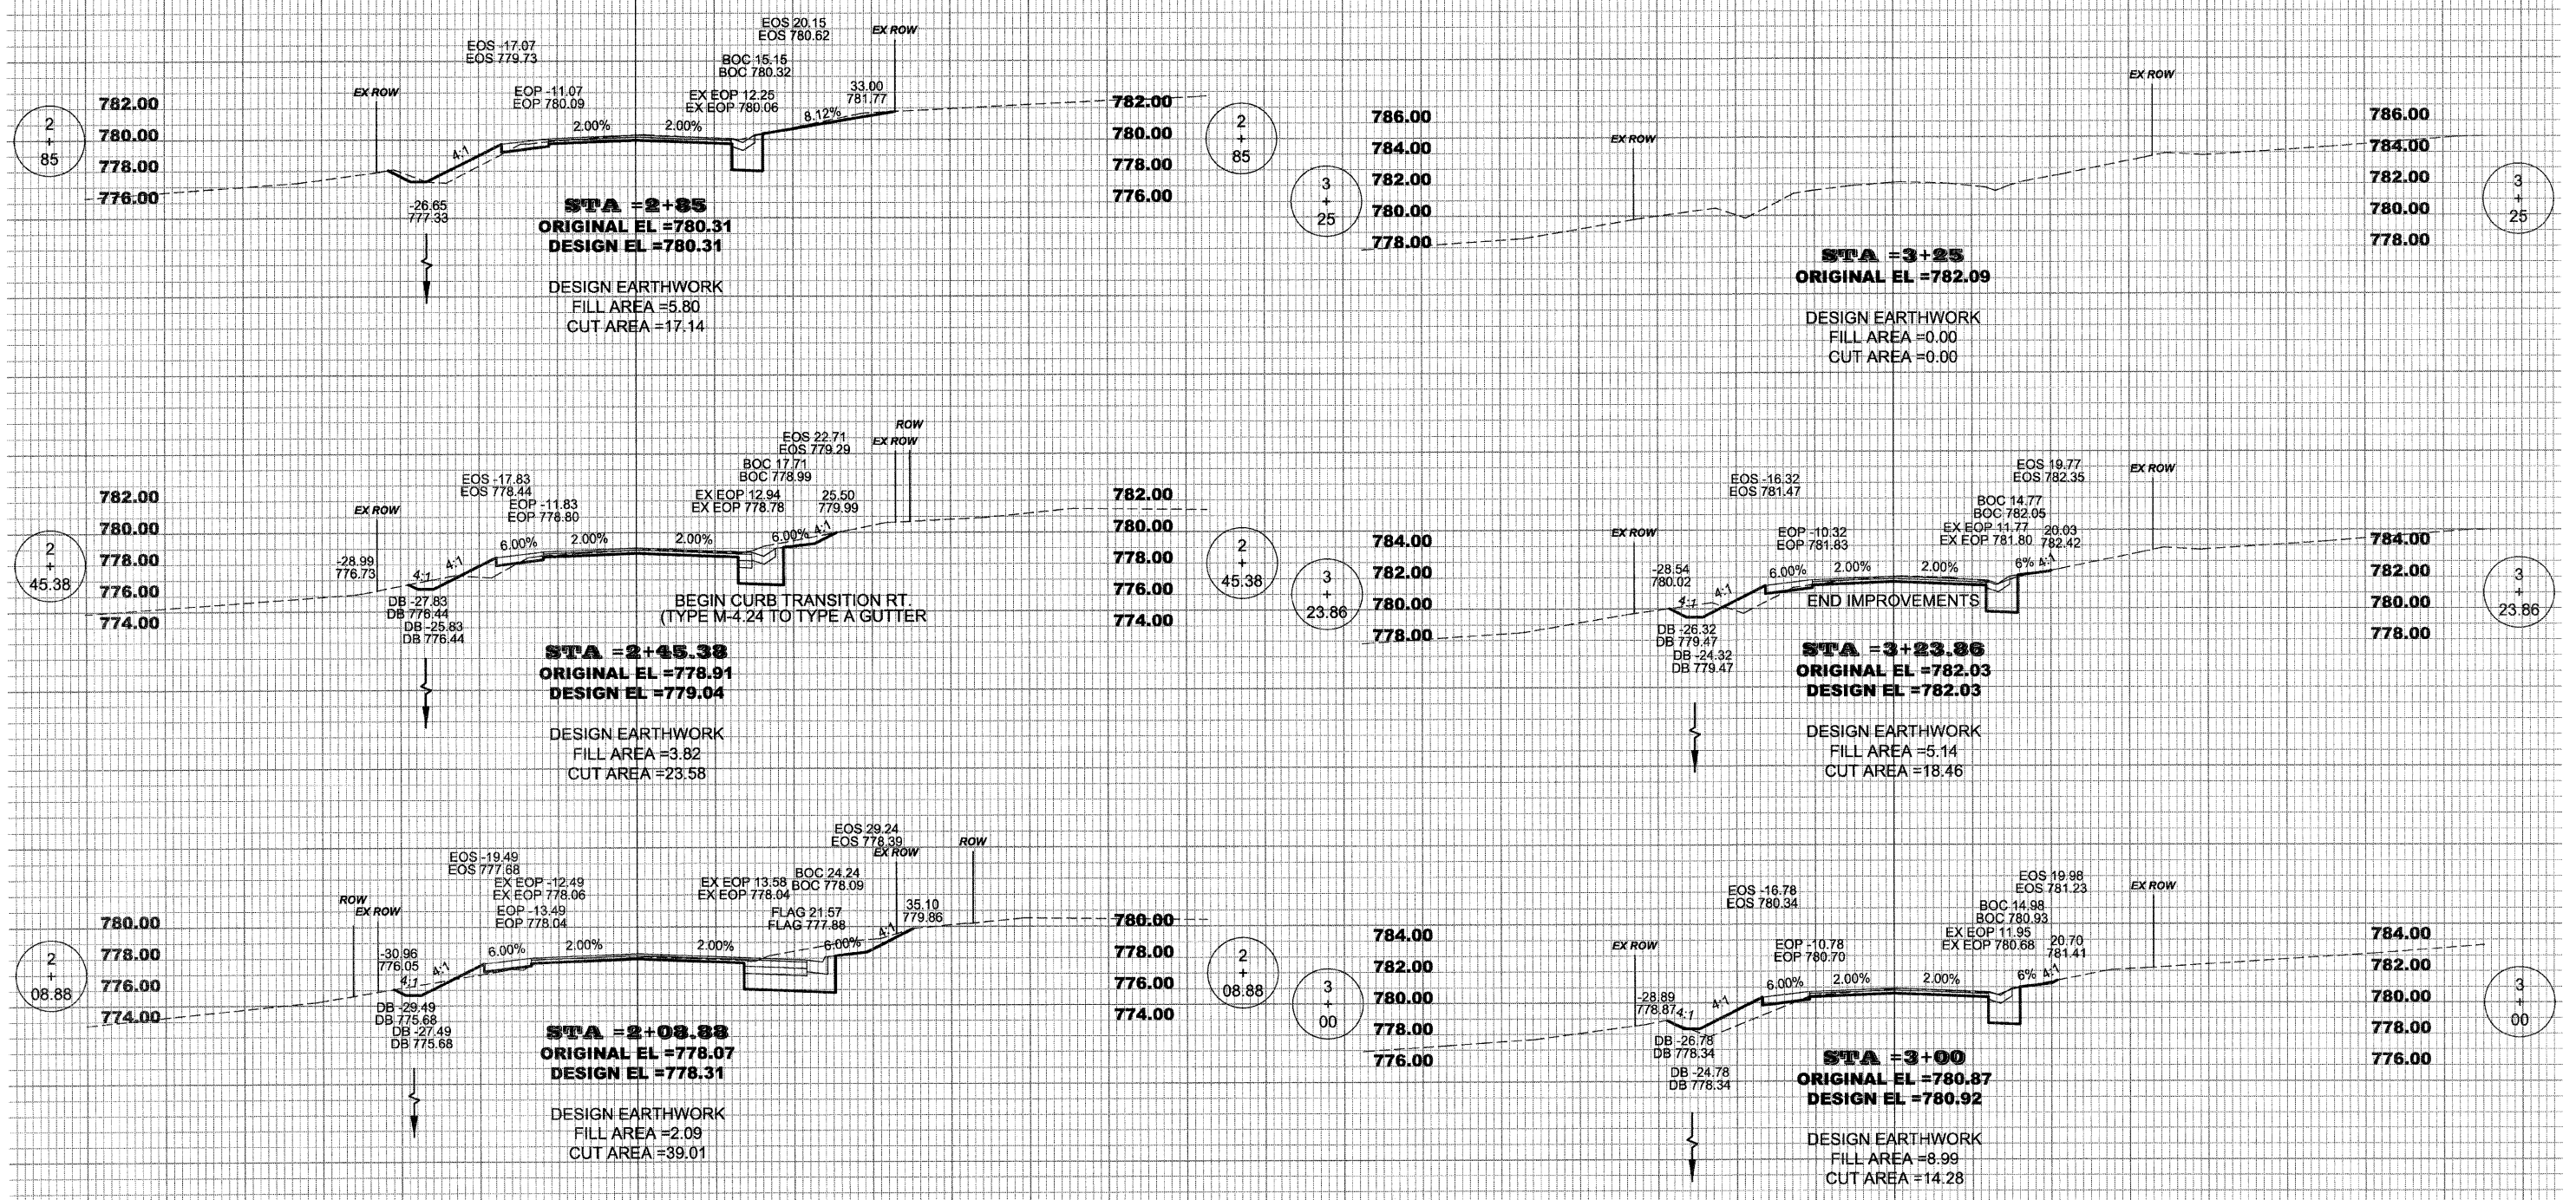 EOS 20.15
EOS 780.62
EX ROW
EOS -17.07
EOS 779.73
BOC 15.15
BOC 780.32
EX ROW
EOP -11.07
EOP 780.09
EX EOP 12.25
EX EOP 780.06
33.00
781.77
8.12%
2.00%
2.00%
4:1
782.00
780.00
778.00
776.00
782.00
780.00
778.00
776.00
2
+
85
2
+
85
-26.65
777.33
STA =2+85
ORIGINAL EL =780.31
DESIGN EL =780.31
DESIGN EARTHWORK
FILL AREA =5.80
CUT AREA =17.14
EX ROW
EX ROW
786.00
784.00
782.00
780.00
778.00
786.00
784.00
782.00
780.00
778.00
3
+
25
3
+
25
STA =3+25
ORIGINAL EL =782.09
DESIGN EARTHWORK
FILL AREA =0.00
CUT AREA =0.00
ROW
EX ROW
EOS 22.71
EOS 779.29
BOC 17.71
BOC 778.99
EOS -17.83
EOS 778.44
EOP -11.83
EOP 778.80
EX EOP 12.94
EX EOP 778.78
25.50
779.99
EX ROW
782.00
780.00
778.00
776.00
774.00
782.00
780.00
778.00
776.00
774.00
2
+
45.38
2
+
45.38
-28.99
776.73
4:1
4:1
6.00%
2.00%
2.00%
6.00%
4:1
DB -27.83
DB 776.44
DB -25.83
DB 776.44
BEGIN CURB TRANSITION RT.
(TYPE M-4.24 TO TYPE A GUTTER
STA =2+45.38
ORIGINAL EL =778.91
DESIGN EL =779.04
DESIGN EARTHWORK
FILL AREA =3.82
CUT AREA =23.58
EOS 19.77
EOS 782.35
EX ROW
EOS -16.32
EOS 781.47
BOC 14.77
BOC 782.05
EX EOP 11.77
EX EOP 781.80
20.03
782.42
EOP -10.32
EOP 781.83
EX ROW
784.00
782.00
780.00
778.00
784.00
782.00
780.00
778.00
3
+
23.86
3
+
23.86
-28.54
780.02
4:1
4:1
6.00%
2.00%
2.00%
6%
4:1
END IMPROVEMENTS
DB -26.32
DB 779.47
DB -24.32
DB 779.47
STA =3+23.86
ORIGINAL EL =782.03
DESIGN EL =782.03
DESIGN EARTHWORK
FILL AREA =5.14
CUT AREA =18.46
EOS 29.24
EOS 778.39
EX ROW
ROW
EOS -19.49
EOS 777.68
EX EOP -12.49
EX EOP 778.06
EX EOP 13.58
EX EOP 778.04
BOC 24.24
BOC 778.09
ROW
EX ROW
EOP -13.49
EOP 778.04
FLAG 21.57
FLAG 777.88
35.10
779.86
780.00
778.00
776.00
774.00
780.00
778.00
776.00
774.00
2
+
08.88
2
+
08.88
-30.96
776.05
4:1
4:1
6.00%
2.00%
2.00%
6.00%
4:1
DB -29.49
DB 775.68
DB -27.49
DB 775.68
STA =2+08.88
ORIGINAL EL =778.07
DESIGN EL =778.31
DESIGN EARTHWORK
FILL AREA =2.09
CUT AREA =39.01
EOS 19.98
EOS 781.23
EX ROW
EOS -16.78
EOS 780.34
BOC 14.98
BOC 780.93
EX EOP 11.95
EX EOP 780.68
20.70
781.41
EOP -10.78
EOP 780.70
EX ROW
784.00
782.00
780.00
778.00
776.00
784.00
782.00
780.00
778.00
776.00
3
+
00
3
+
00
-28.89
778.87
4:1
4:1
6.00%
2.00%
2.00%
6%
4:1
DB -26.78
DB 778.34
DB -24.78
DB 778.34
STA =3+00
ORIGINAL EL =780.87
DESIGN EL =780.92
DESIGN EARTHWORK
FILL AREA =8.99
CUT AREA =14.28